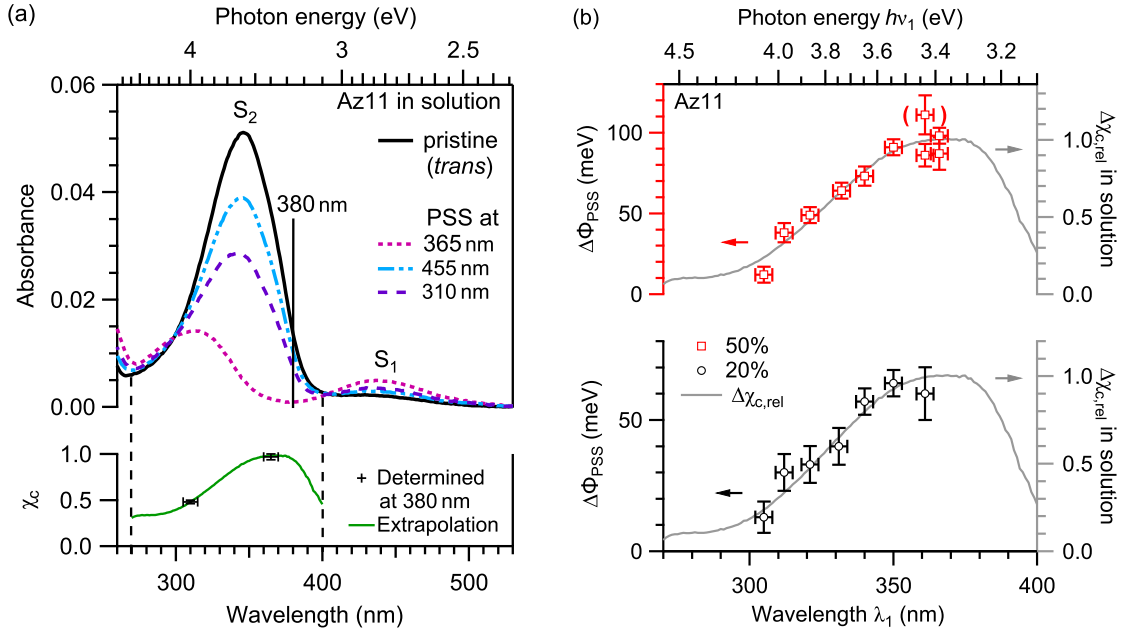 (a)
Photon energy (eV)
4
3
2.5
0.06
0.04
0.02
0.00
Absorbance
Az11 in solution
S₂
pristine
(trans)
380 nm
PSS at
365 nm
455 nm
310 nm
S₁
1.0
0.5
0.0
χc
+ Determined
at 380 nm
Extrapolation
300
400
500
Wavelength (nm)
(b)
Photon energy hν₁ (eV)
4.5
4.0
3.8
3.6
3.4
3.2
Az11
( )
100
50
0
ΔΦPSS (meV)
1.0
0.5
0.0
Δχc,rel
in solution
50%
20%
Δχc,rel
50
0
ΔΦPSS (meV)
1.0
0.5
0.0
Δχc,rel
in solution
300
350
400
Wavelength λ₁ (nm)